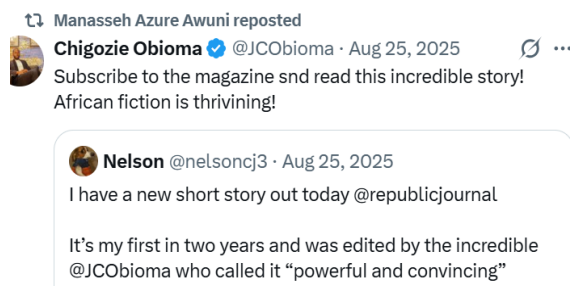 Manasseh Azure Awuni reposted
Chigozie Obioma @JCObioma · Aug 25, 2025
Subscribe to the magazine snd read this incredible story!
African fiction is thrivining!
Nelson @nelsoncj3 · Aug 25, 2025
I have a new short story out today @republicjournal
It’s my first in two years and was edited by the incredible
@JCObioma who called it “powerful and convincing”